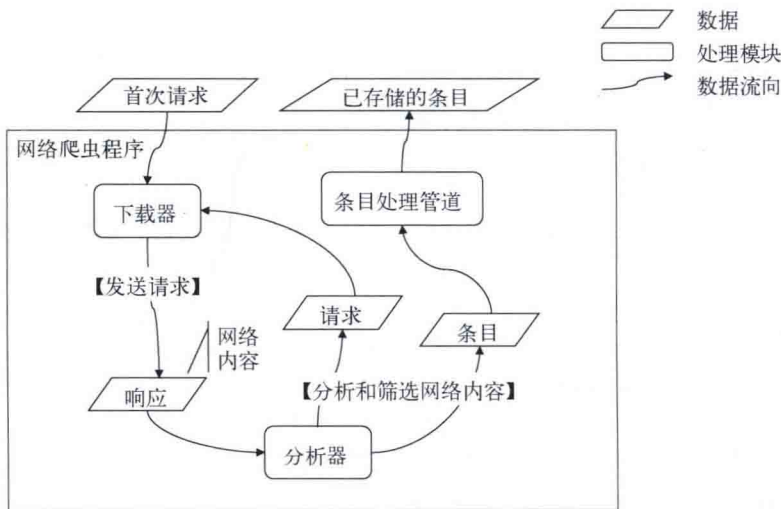 数据
处理模块
数据流向
首次请求
已存储的条目
网络爬虫程序
下载器
条目处理管道
【发送请求】
请求
条目
网络
内容
响应
【分析和筛选网络内容】
分析器